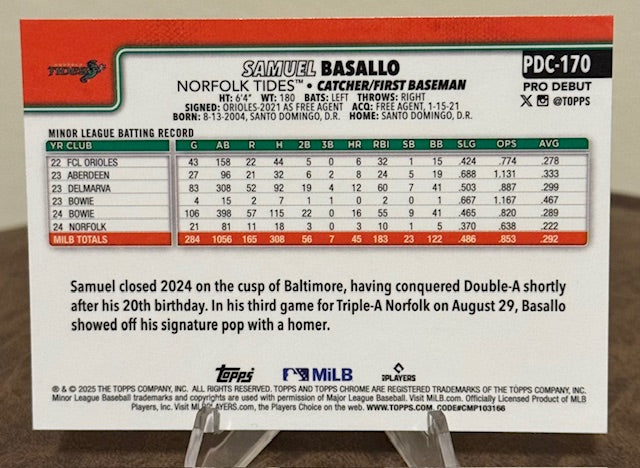 NORFOLK TIDES
SAMUEL BASALLO
PDC-170
NORFOLK TIDES™ • CATCHER/FIRST BASEMAN
PRO DEBUT
HT: 6'4" WT: 180 BATS: LEFT THROWS: RIGHT
@TOPPS
SIGNED: ORIOLES-2021 AS FREE AGENT ACQ: FREE AGENT, 1-15-21
BORN: 8-13-2004, SANTO DOMINGO, D.R. HOME: SANTO DOMINGO, D.R.
MINOR LEAGUE BATTING RECORD
YR CLUB G AB R H 2B 3B HR RBI SB BB SLG OPS AVG
22 FCL ORIOLES 43 158 22 44 5 0 6 32 1 15 .424 .774 .278
23 ABERDEEN 27 96 21 32 6 2 8 24 5 19 .688 1.131 .333
23 DELMARVA 83 308 52 92 19 4 12 60 7 41 .503 .887 .299
23 BOWIE 4 15 2 7 1 1 0 2 0 1 .667 1.167 .467
24 BOWIE 106 398 57 115 22 0 16 55 9 41 .465 .820 .289
24 NORFOLK 21 81 11 18 3 0 3 10 1 5 .370 .638 .222
MILB TOTALS 284 1056 165 308 56 7 45 183 23 122 .486 .853 .292
Samuel closed 2024 on the cusp of Baltimore, having conquered Double-A shortly
after his 20th birthday. In his third game for Triple-A Norfolk on August 29, Basallo
showed off his signature pop with a homer.
Topps MiLB PLAYERS
® & © 2025 THE TOPPS COMPANY, INC. ALL RIGHTS RESERVED. TOPPS AND TOPPS CHROME ARE REGISTERED TRADEMARKS OF THE TOPPS COMPANY, INC.
Minor League Baseball trademarks and copyrights are used with permission of Major League Baseball. Visit MiLB.com. Officially Licensed Product of MLB
Players, Inc. Visit MLBPLAYERS.com, the Players Choice on the web. WWW.TOPPS.COM. CODE#CMP103166